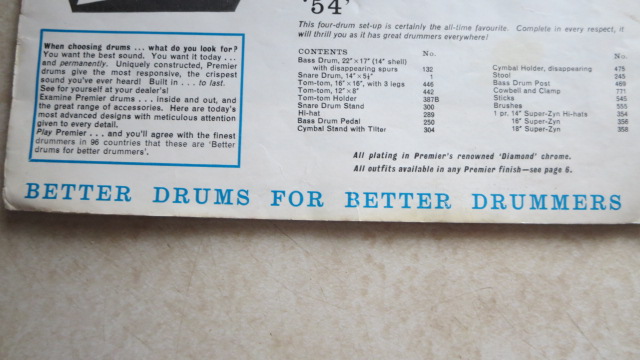 '54'
This four-drum set-up is certainly the all-time favourite. Complete in every respect, it
will thrill you as it has great drummers everywhere!
When choosing drums ... what do you look for?
You want the best sound. You want it today ...
and permanently. Uniquely constructed, Premier
drums give the most responsive, the crispest
sound you've ever heard! Built in ... to last.
See for yourself at your dealer's!
Examine Premier drums ... inside and out, and
the great range of accessories. Here are today's
most advanced designs with meticulous attention
given to every detail.
Play Premier ... and you'll agree with the finest
drummers in 96 countries that these are 'Better
drums for better drummers'.
CONTENTS No.
Bass Drum, 22" × 17" (14" shell)
with disappearing spurs 132
Snare Drum, 14" × 5½" 1
Tom-tom, 16" × 16", with 3 legs 446
Tom-tom, 12" × 8" 442
Tom-tom Holder 387B
Snare Drum Stand 300
Hi-hat 289
Bass Drum Pedal 250
Cymbal Stand with Tilter 304
No.
Cymbal Holder, disappearing 475
Stool 245
Bass Drum Post 469
Cowbell and Clamp 771
Sticks 545
Brushes 555
1 pr. 14" Super-Zyn Hi-hats 354
16" Super-Zyn 356
18" Super-Zyn 358
All plating in Premier's renowned 'Diamond' chrome.
All outfits available in any Premier finish—see page 6.
BETTER DRUMS FOR BETTER DRUMMERS